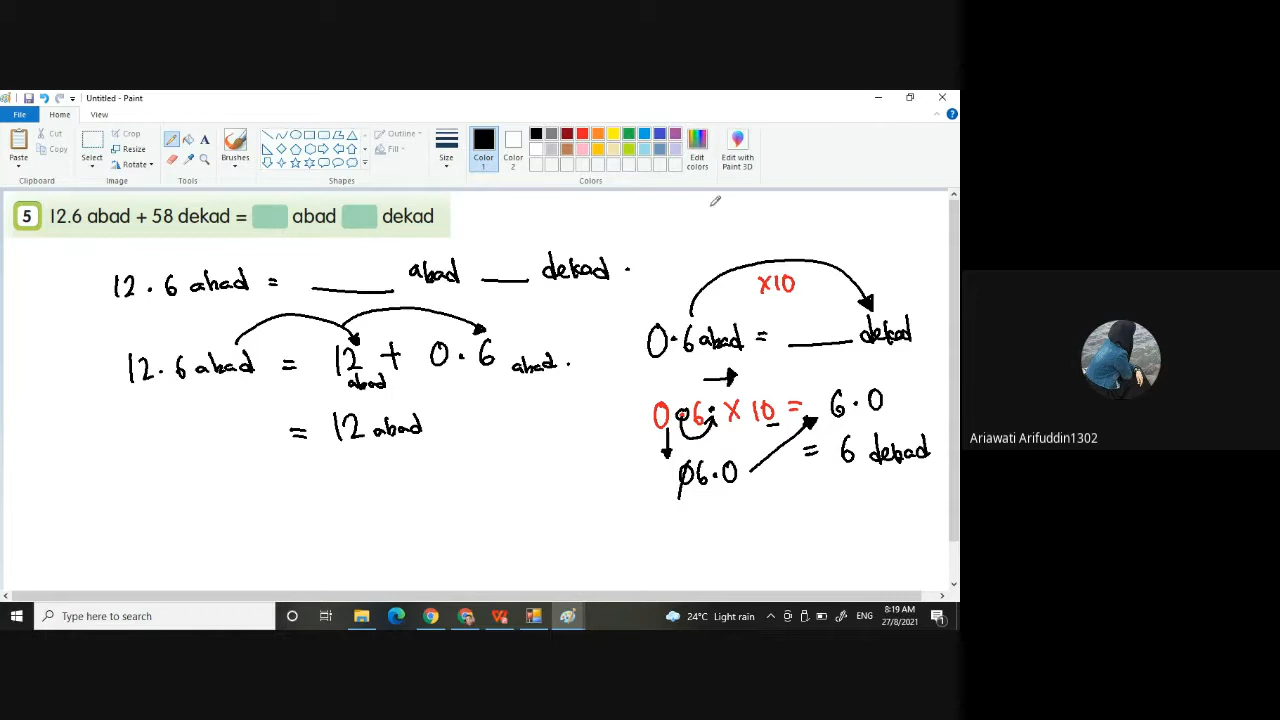 Untitled - Paint
File Home View
Paste
Cut
Copy
Clipboard
Select
Crop
Resize
Rotate
Image
Tools
Brushes
Outline
Fill
Shapes
Size
Color 1
Color 2
Edit colors
Edit with Paint 3D
Colors
5 12.6 abad + 58 dekad = abad dekad
12.6 abad = ____ abad ___ dekad.
12.6 abad = 12 abad + 0.6 abad.
= 12 abad
x10
0.6 abad = ____ dekad
0.6 x 10 = 6.0
06.0
= 6 dekad
Ariawati Arifuddin1302
Type here to search
24°C Light rain
ENG
8:19 AM
27/8/2021
1